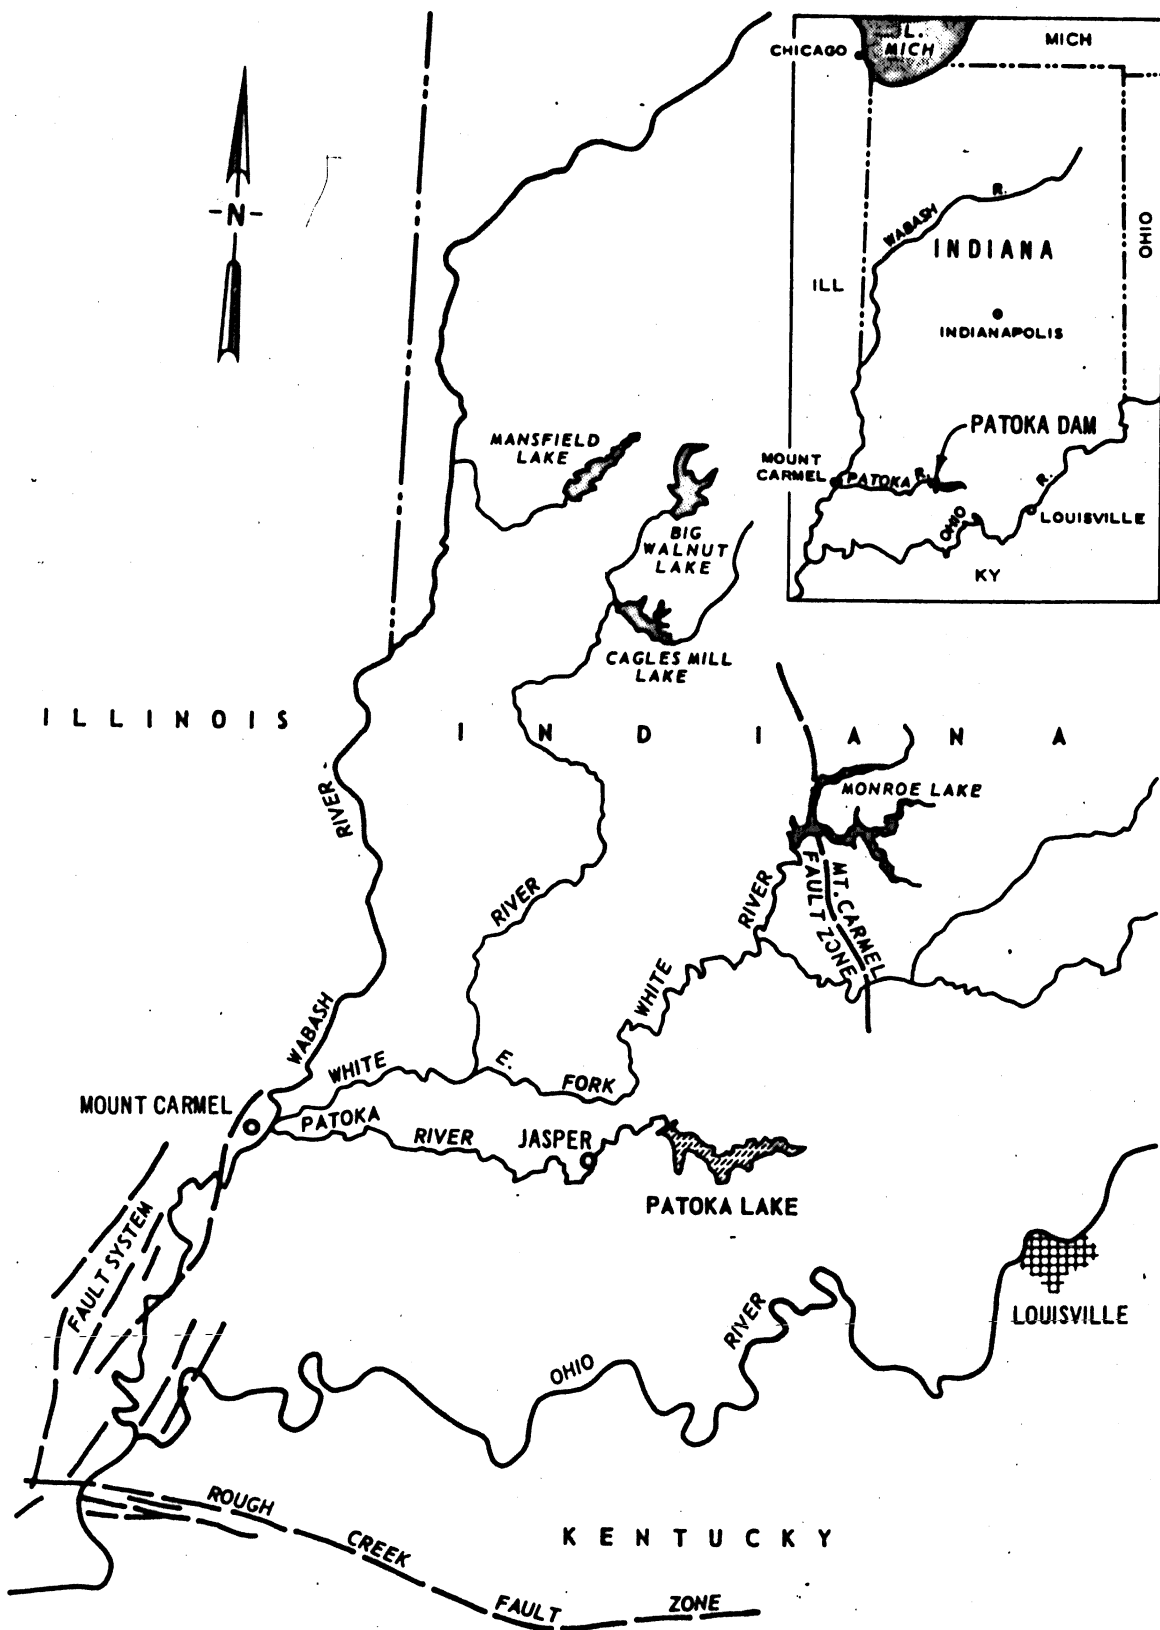 L.
MICH
MICH
CHICAGO
N
WABASH R.
OHIO
INDIANA
ILL
INDIANAPOLIS
PATOKA DAM
MOUNT
CARMEL
PATOKA R.
OHIO R.
LOUISVILLE
KY
MANSFIELD
LAKE
BIG
WALNUT
LAKE
CAGLES MILL
LAKE
ILLINOIS
INDIANA
MONROE LAKE
MT. CARMEL
FAULT ZONE
WABASH RIVER
RIVER
WHITE RIVER
WHITE
E. FORK
MOUNT CARMEL
PATOKA RIVER
JASPER
PATOKA LAKE
FAULT SYSTEM
LOUISVILLE
OHIO RIVER
ROUGH CREEK FAULT ZONE
KENTUCKY